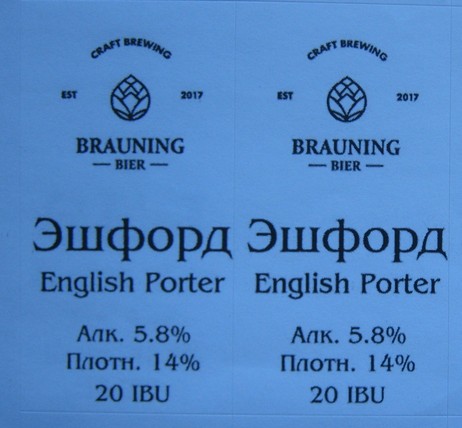 CRAFT BREWING
EST 2017
BRAUNING
BIER
Эшфорд
English Porter
Алк. 5.8%
Плотн. 14%
20 IBU
CRAFT BREWING
EST 2017
BRAUNING
BIER
Эшфорд
English Porter
Алк. 5.8%
Плотн. 14%
20 IBU